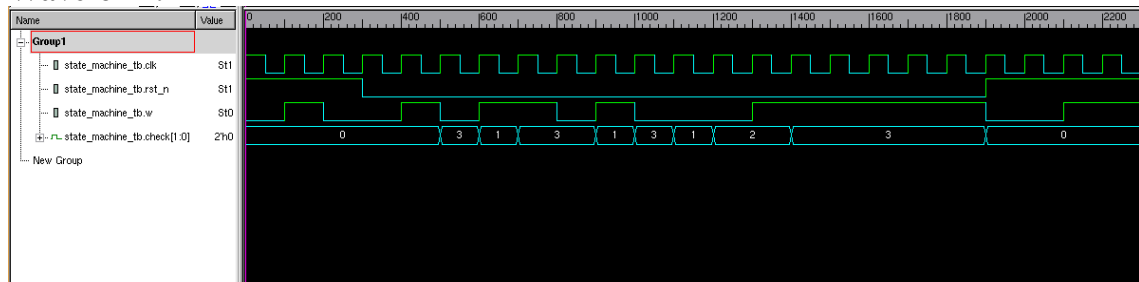 Name Value 0 200 400 600 800 1000 1200 1400 1600 1800 2000 2200
Group1
state_machine_tb.clk St1
state_machine_tb.rst_n St1
state_machine_tb.w St0
state_machine_tb.check[1:0] 2'h0 0 3 1 3 1 3 1 2 3 0
New Group